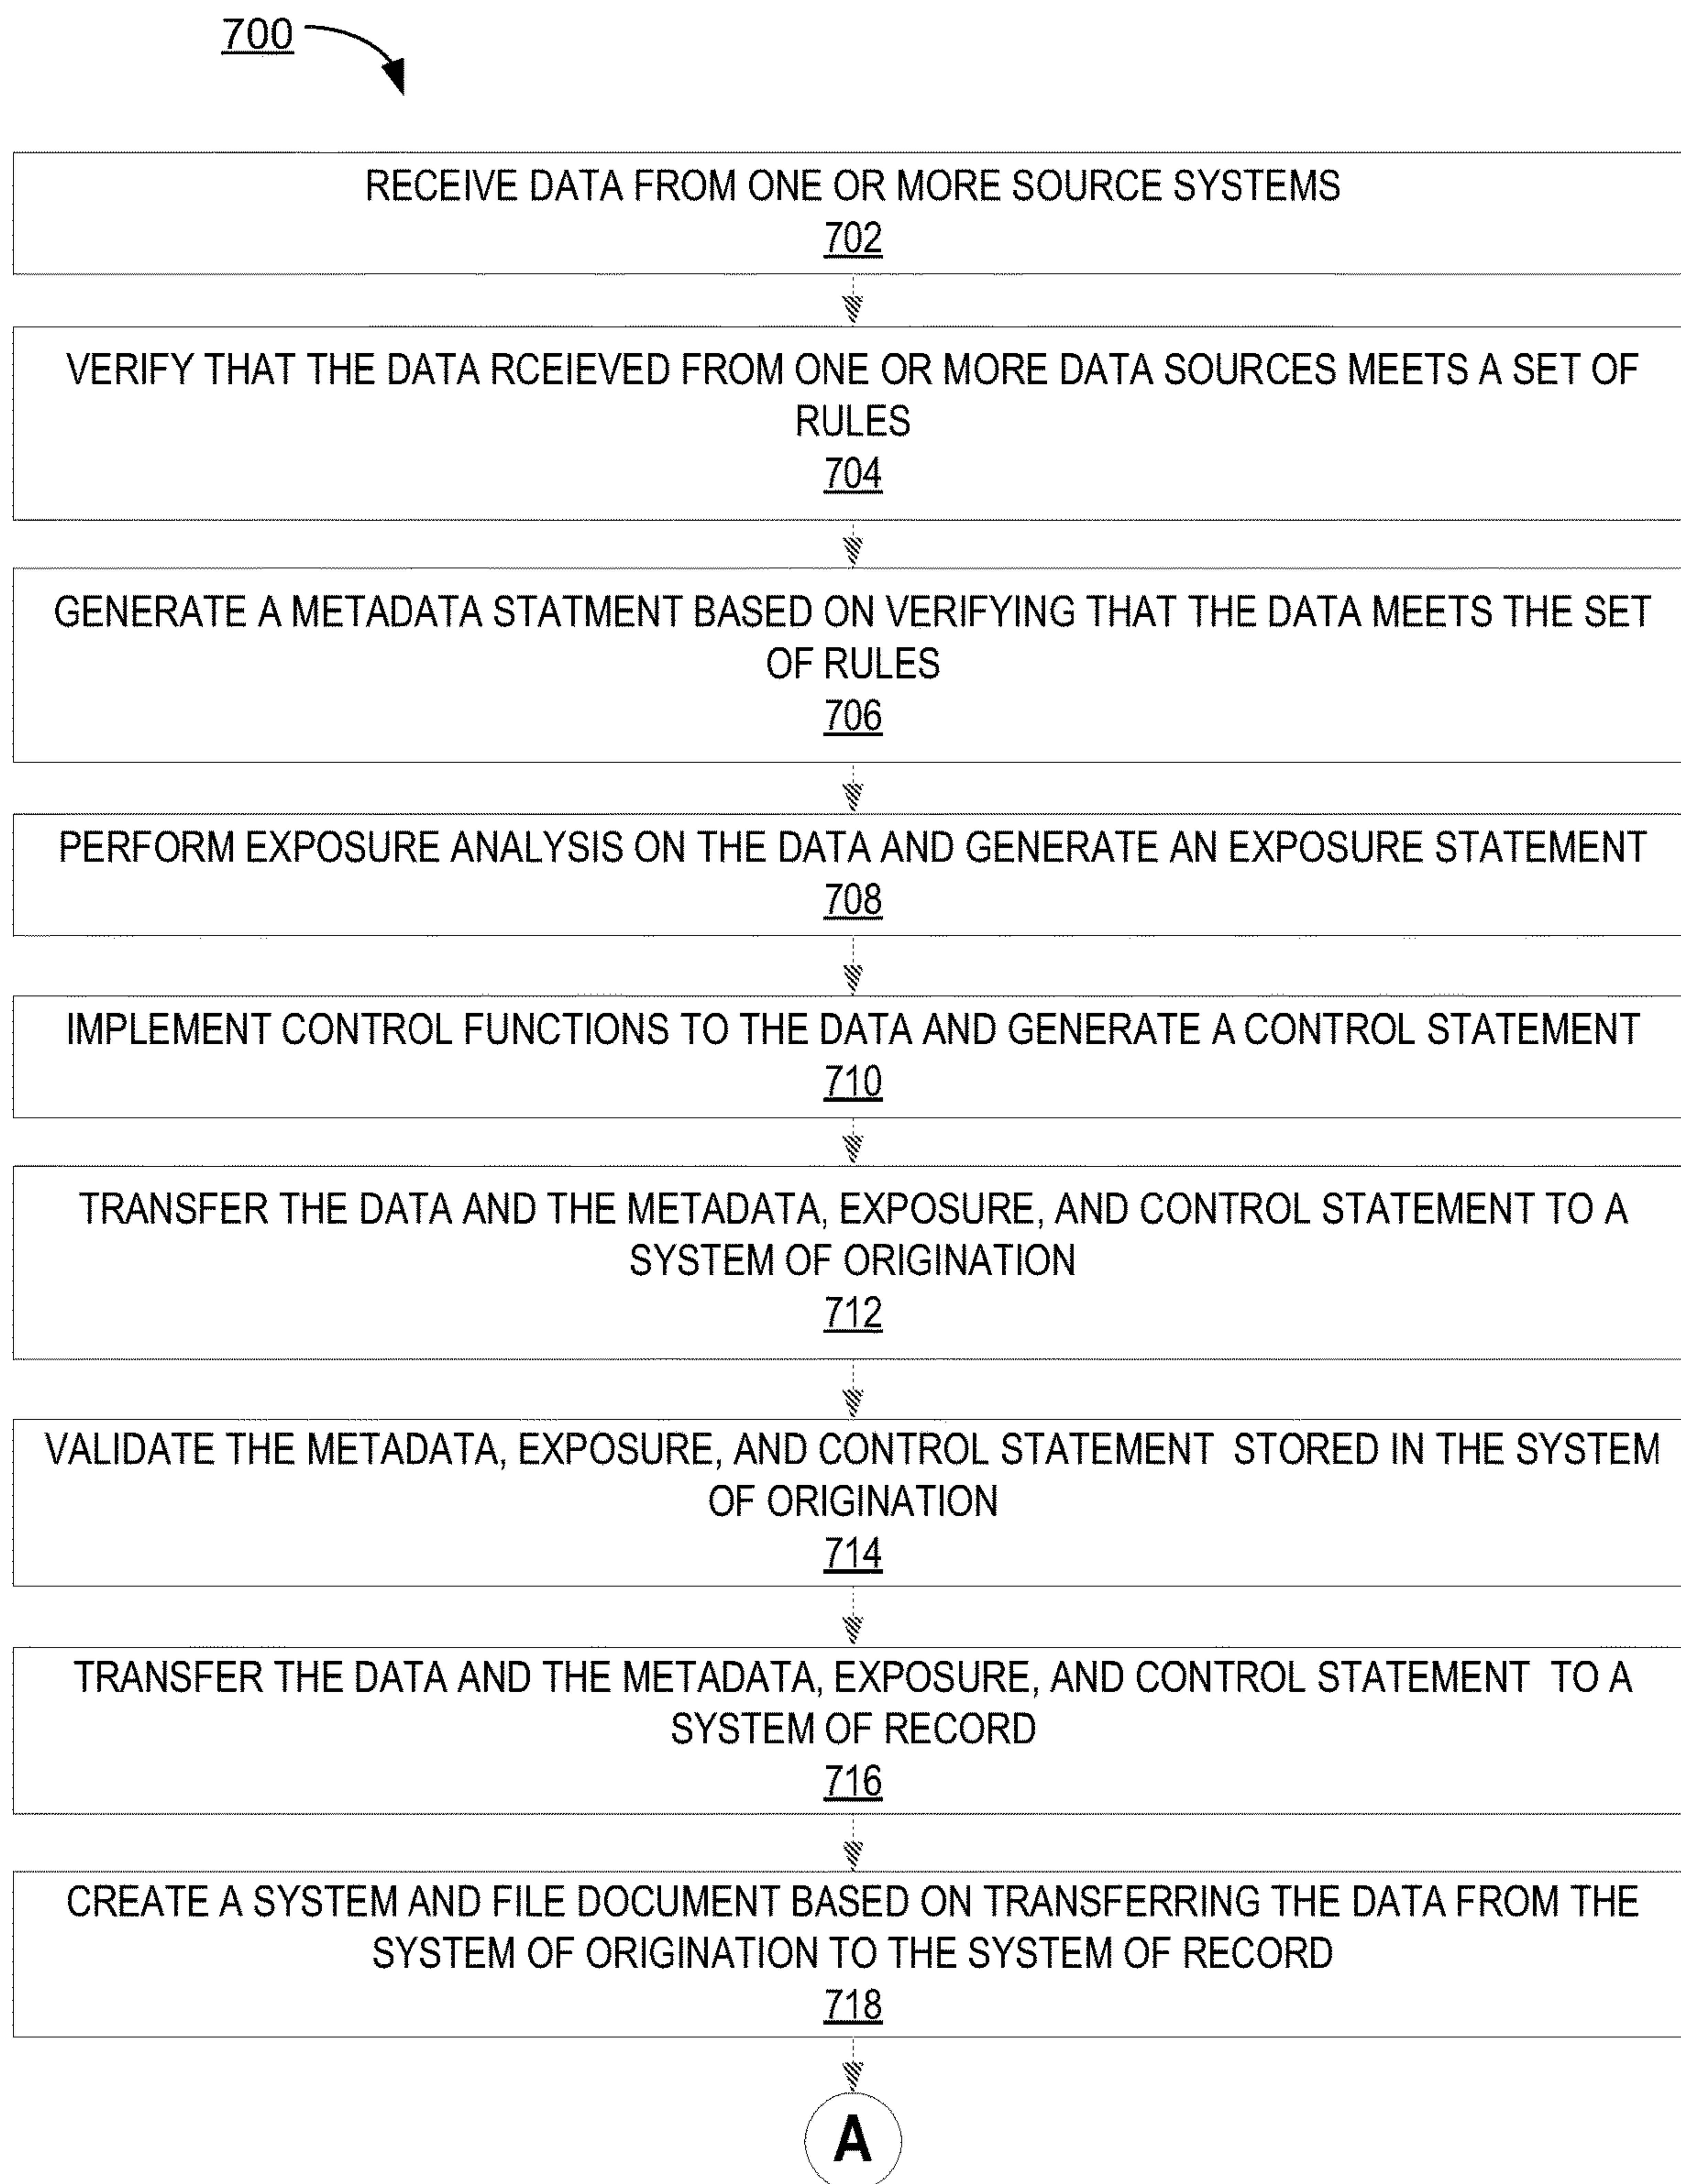 700
RECEIVE DATA FROM ONE OR MORE SOURCE SYSTEMS
702
VERIFY THAT THE DATA RCEIEVED FROM ONE OR MORE DATA SOURCES MEETS A SET OF
RULES
704
GENERATE A METADATA STATMENT BASED ON VERIFYING THAT THE DATA MEETS THE SET
OF RULES
706
PERFORM EXPOSURE ANALYSIS ON THE DATA AND GENERATE AN EXPOSURE STATEMENT
708
IMPLEMENT CONTROL FUNCTIONS TO THE DATA AND GENERATE A CONTROL STATEMENT
710
TRANSFER THE DATA AND THE METADATA, EXPOSURE, AND CONTROL STATEMENT TO A
SYSTEM OF ORIGINATION
712
VALIDATE THE METADATA, EXPOSURE, AND CONTROL STATEMENT STORED IN THE SYSTEM
OF ORIGINATION
714
TRANSFER THE DATA AND THE METADATA, EXPOSURE, AND CONTROL STATEMENT TO A
SYSTEM OF RECORD
716
CREATE A SYSTEM AND FILE DOCUMENT BASED ON TRANSFERRING THE DATA FROM THE
SYSTEM OF ORIGINATION TO THE SYSTEM OF RECORD
718
A